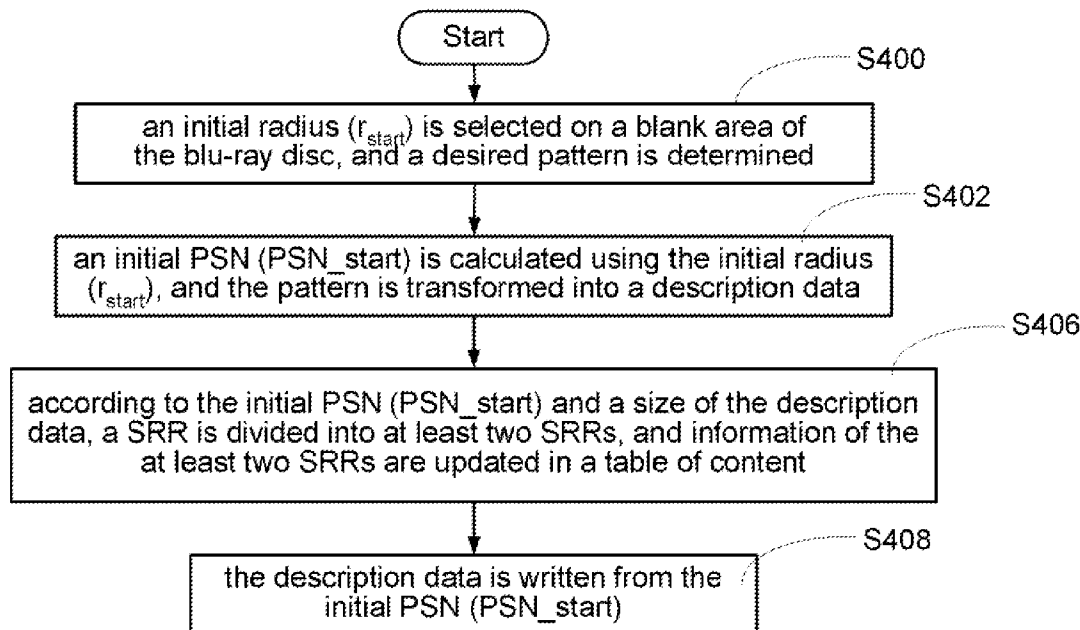 Start
S400
an initial radius (r_start) is selected on a blank area of
the blu-ray disc, and a desired pattern is determined
S402
an initial PSN (PSN_start) is calculated using the initial radius
(r_start), and the pattern is transformed into a description data
S406
according to the initial PSN (PSN_start) and a size of the description
data, a SRR is divided into at least two SRRs, and information of the
at least two SRRs are updated in a table of content
S408
the description data is written from the
initial PSN (PSN_start)